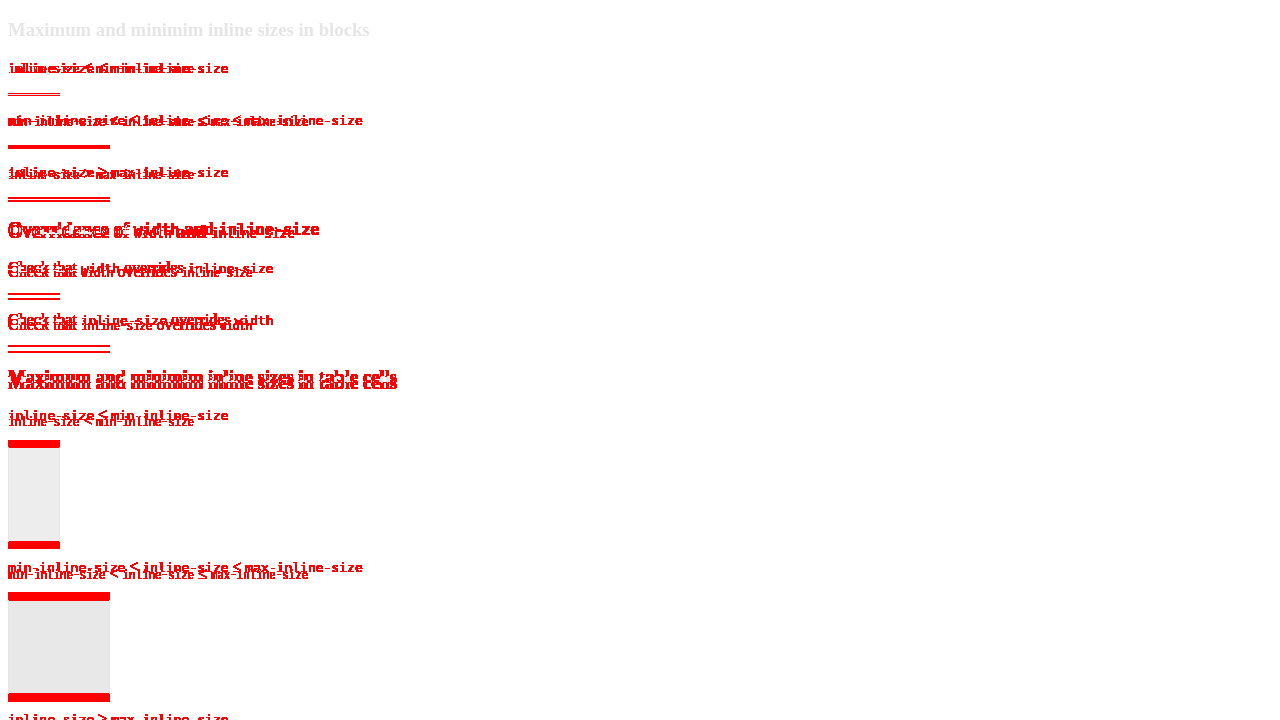 Maximum and minimim inline sizes in blocks
inline-size < min-inline-size
min-inline-size < inline-size < max-inline-size
inline-size > max-inline-size
Overridence of width and inline-size
Check that width overrides inline-size
Check that inline-size overrides width
Maximum and minimim inline sizes in table cells
inline-size < min-inline-size
min-inline-size < inline-size < max-inline-size
inline-size > max-inline-size